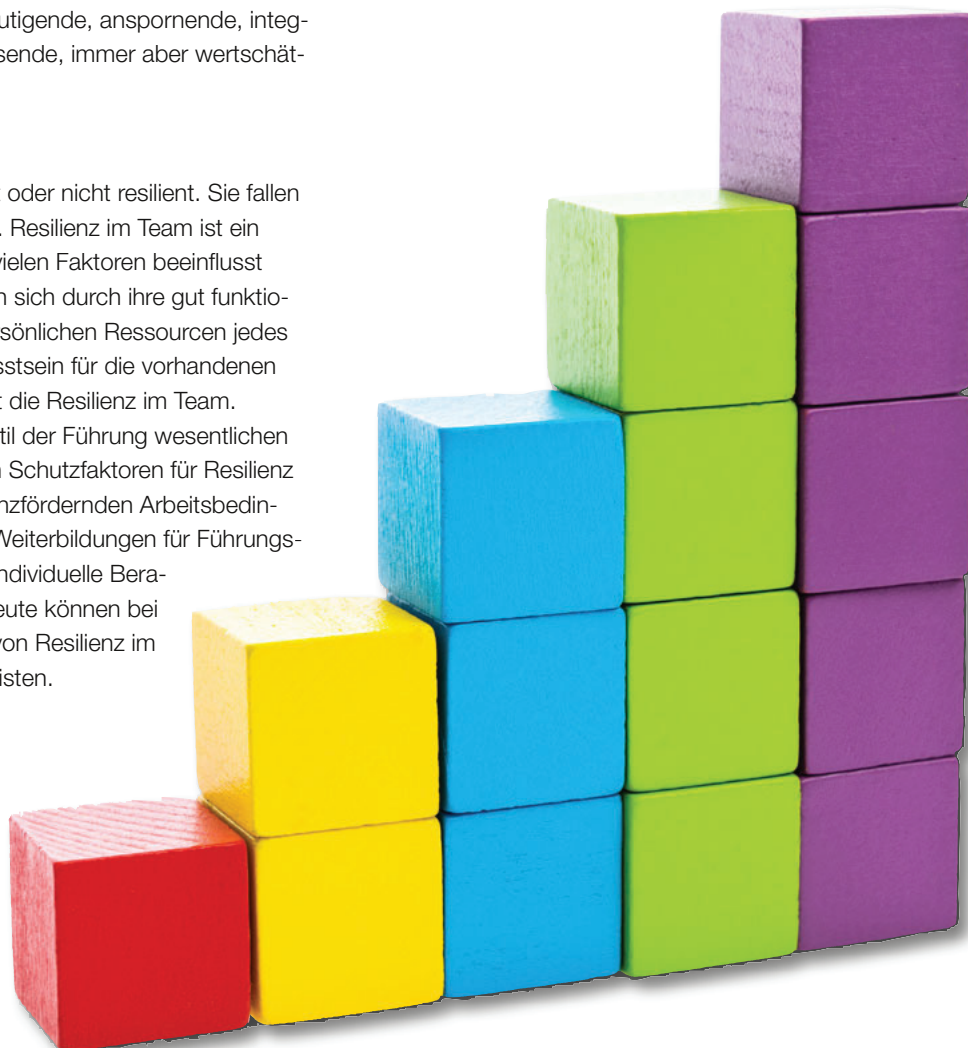 utigende, anspornende, integ-
sende, immer aber wertschät-
oder nicht resilient. Sie fallen
. Resilienz im Team ist ein
vielen Faktoren beeinflusst
n sich durch ihre gut funktio-
sönlichen Ressourcen jedes
sstsein für die vorhandenen
t die Resilienz im Team.
til der Führung wesentlichen
n Schutzfaktoren für Resilienz
nzfördernden Arbeitsbedin-
Weiterbildungen für Führungs-
ndividuelle Bera-
eute können bei
von Resilienz im
isten.